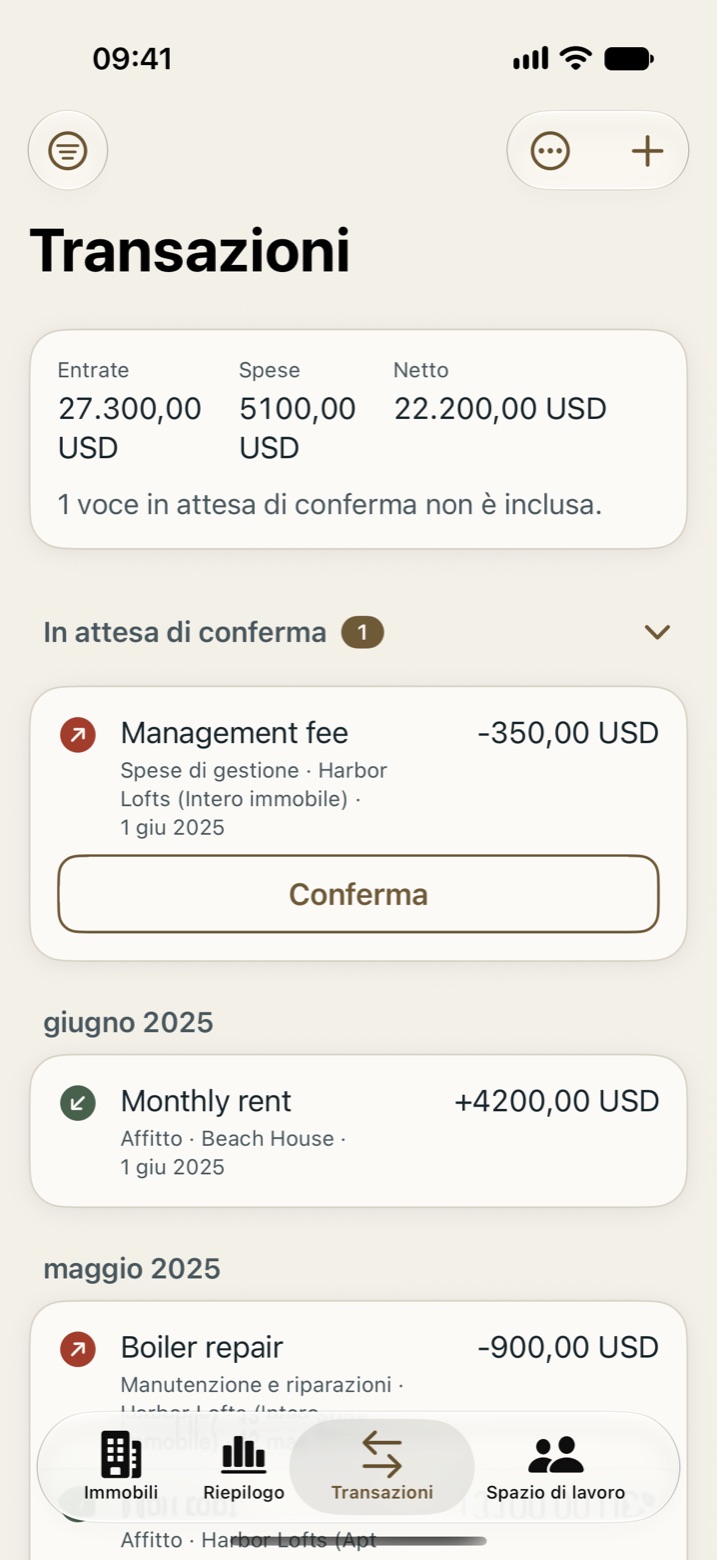 09:41
Transazioni
Entrate
Spese
Netto
27.300,00 USD
5100,00 USD
22.200,00 USD
1 voce in attesa di conferma non è inclusa.
In attesa di conferma 1
Management fee
-350,00 USD
Spese di gestione · Harbor
Lofts (Intero immobile) ·
1 giu 2025
Conferma
giugno 2025
Monthly rent
+4200,00 USD
Affitto · Beach House ·
1 giu 2025
maggio 2025
Boiler repair
-900,00 USD
Manutenzione e riparazioni ·
Harbor Lofts (Intero
Immobili
Riepilogo
Transazioni
Spazio di lavoro
Affitto · Harbor Lofts (Apt